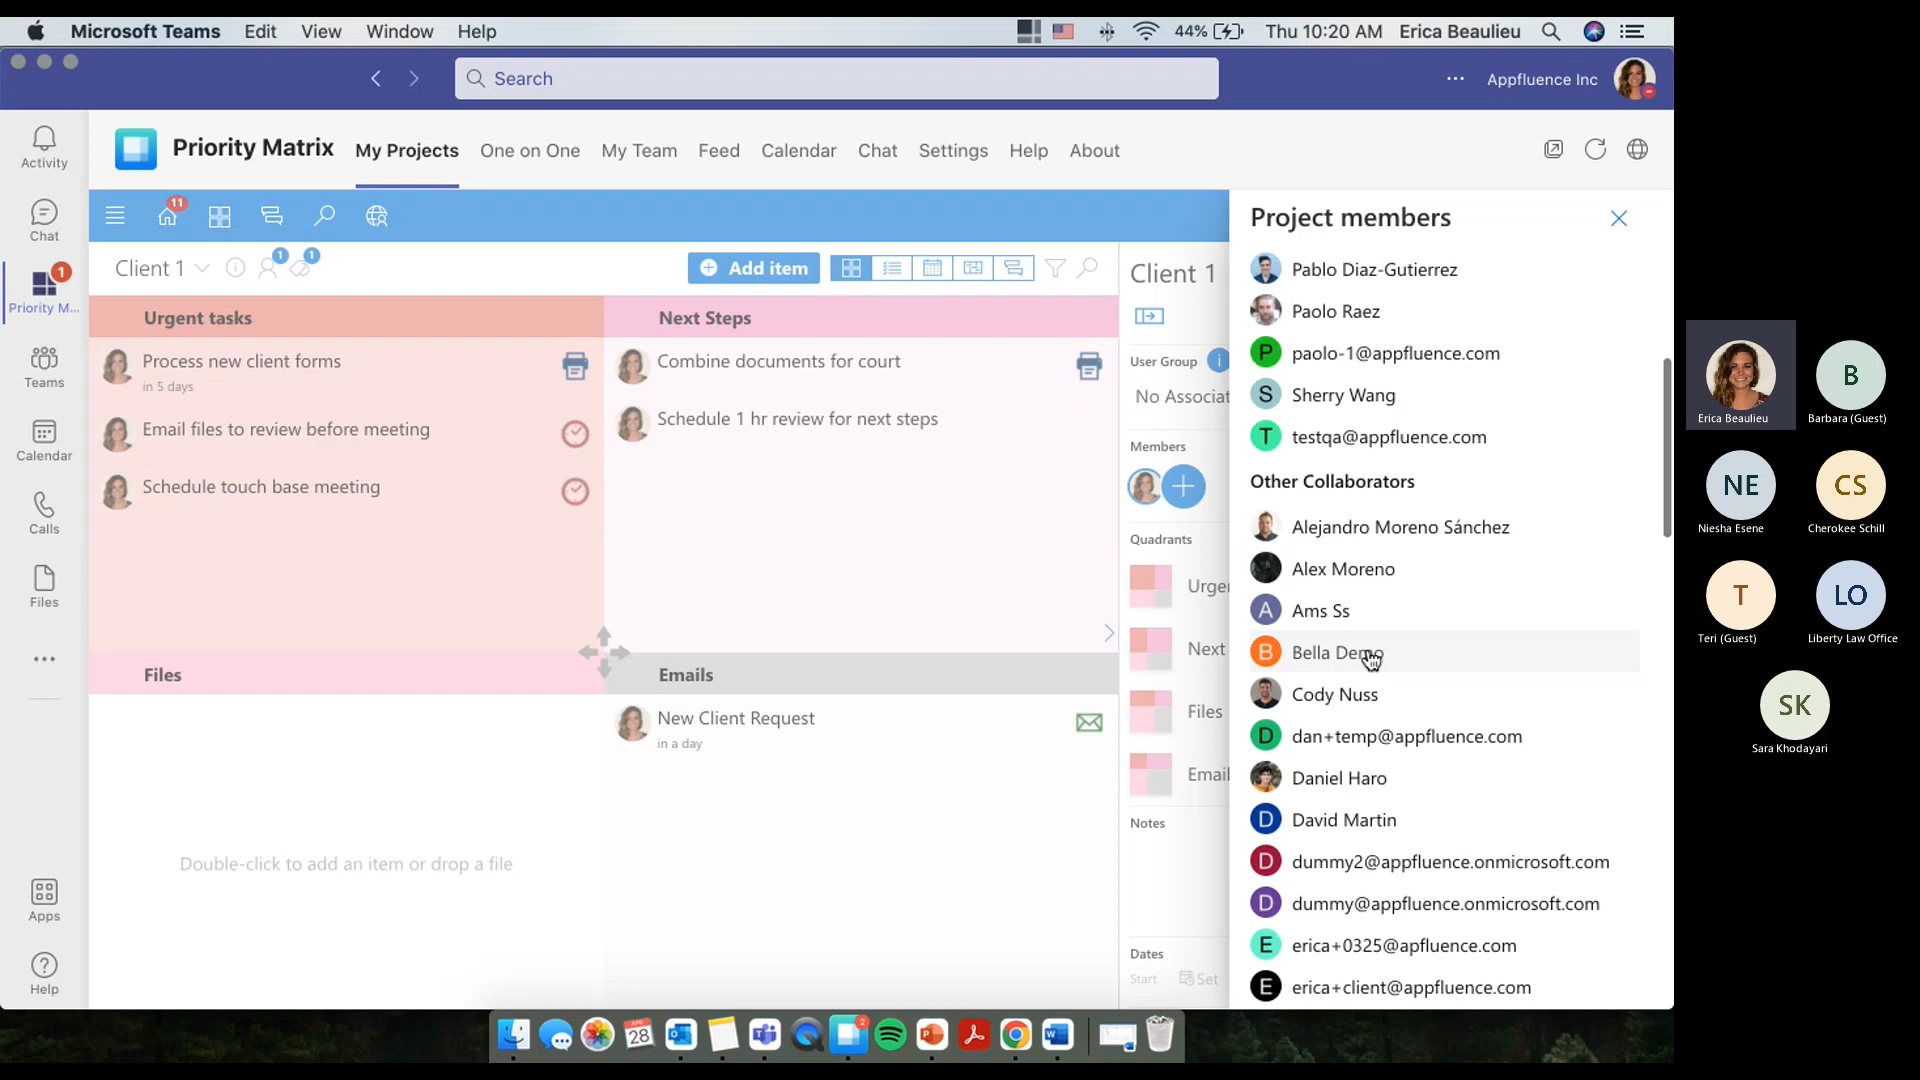 Microsoft Teams Edit View Window Help
44% Thu 10:20 AM Erica Beaulieu
Search
Appfluence Inc
Activity
Chat
1
Priority M...
Teams
Calendar
Calls
Files
Apps
Help
Priority Matrix My Projects One on One My Team Feed Calendar Chat Settings Help About
11
Client 1
1
1
Add item
Urgent tasks
Process new client forms
in 5 days
Email files to review before meeting
Schedule touch base meeting
Next Steps
Combine documents for court
Schedule 1 hr review for next steps
Files
Double-click to add an item or drop a file
Emails
New Client Request
in a day
Client 1
User Group
No Associat
Members
Quadrants
Urger
Next
Files
Email
Notes
Dates
Start Set
Project members
Pablo Diaz-Gutierrez
Paolo Raez
P paolo-1@appfluence.com
S Sherry Wang
T testqa@appfluence.com
Other Collaborators
Alejandro Moreno Sánchez
Alex Moreno
A Ams Ss
B Bella Demo
Cody Nuss
D dan+temp@appfluence.com
Daniel Haro
D David Martin
D dummy2@appfluence.onmicrosoft.com
D dummy@appfluence.onmicrosoft.com
E erica+0325@apfluence.com
E erica+client@appfluence.com
APR
28
2
Erica Beaulieu
B
Barbara (Guest)
NE
Niesha Esene
CS
Cherokee Schill
T
Teri (Guest)
LO
Liberty Law Office
SK
Sara Khodayari